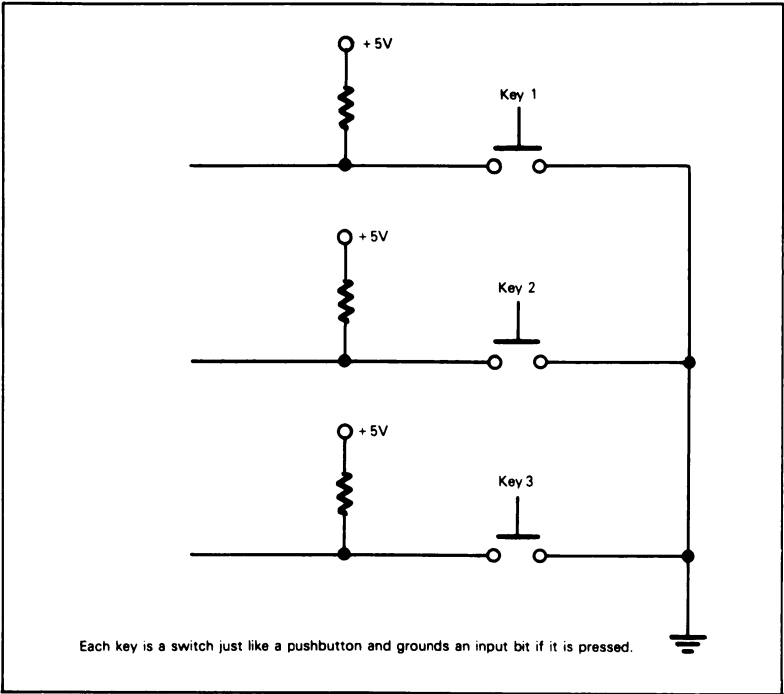 + 5V
Key 1
+ 5V
Key 2
+ 5V
Key 3
Each key is a switch just like a pushbutton and grounds an input bit if it is pressed.